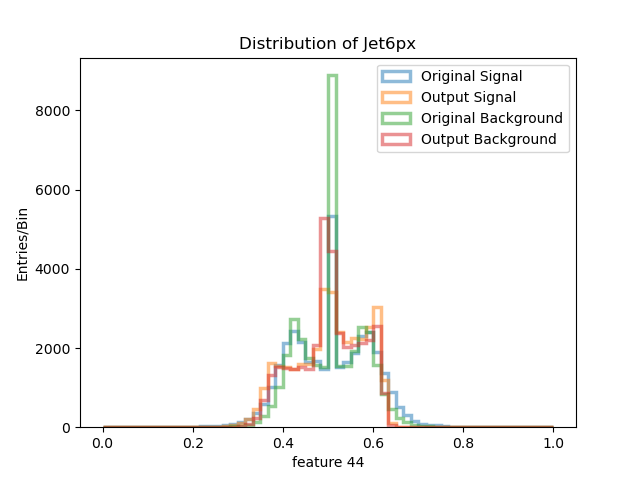 Distribution of Jet6px
Original Signal
Output Signal
Original Background
Output Background
Entries/Bin
8000
6000
4000
2000
0
0.0 0.2 0.4 0.6 0.8 1.0
feature 44